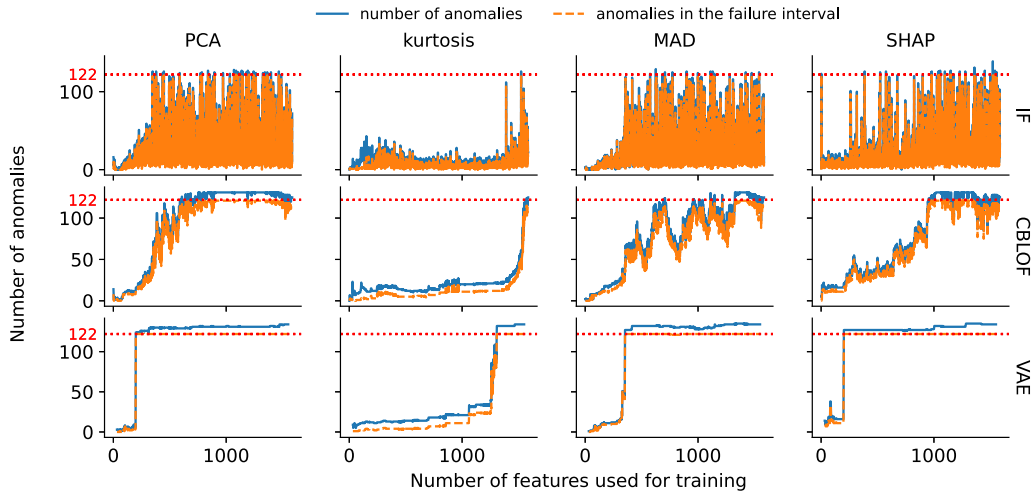 number of anomalies anomalies in the failure interval
PCA kurtosis MAD SHAP
122
100
0
IF
122
100
50
0
CBLOF
122
100
50
0
VAE
0 1000 0 1000 0 1000 0 1000
Number of anomalies
Number of features used for training